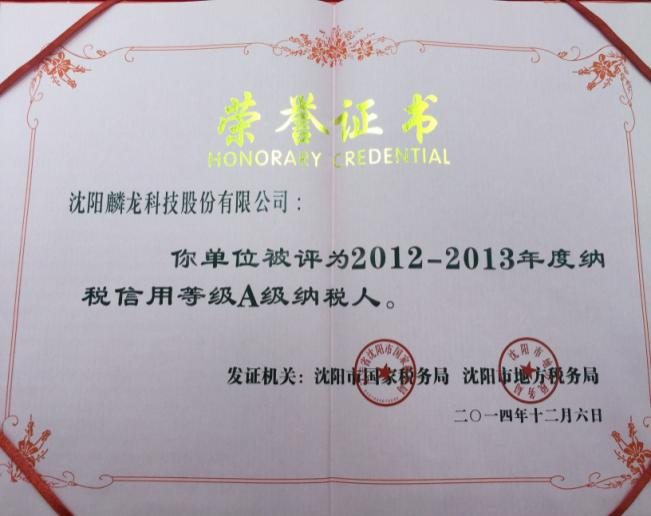 荣誉证书
HONORARY CREDENTIAL
沈阳麟龙科技股份有限公司：
你单位被评为2012-2013年度纳
税信用等级A级纳税人。
发证机关：沈阳市国家税务局 沈阳市地方税务局
二〇一四年十二月六日